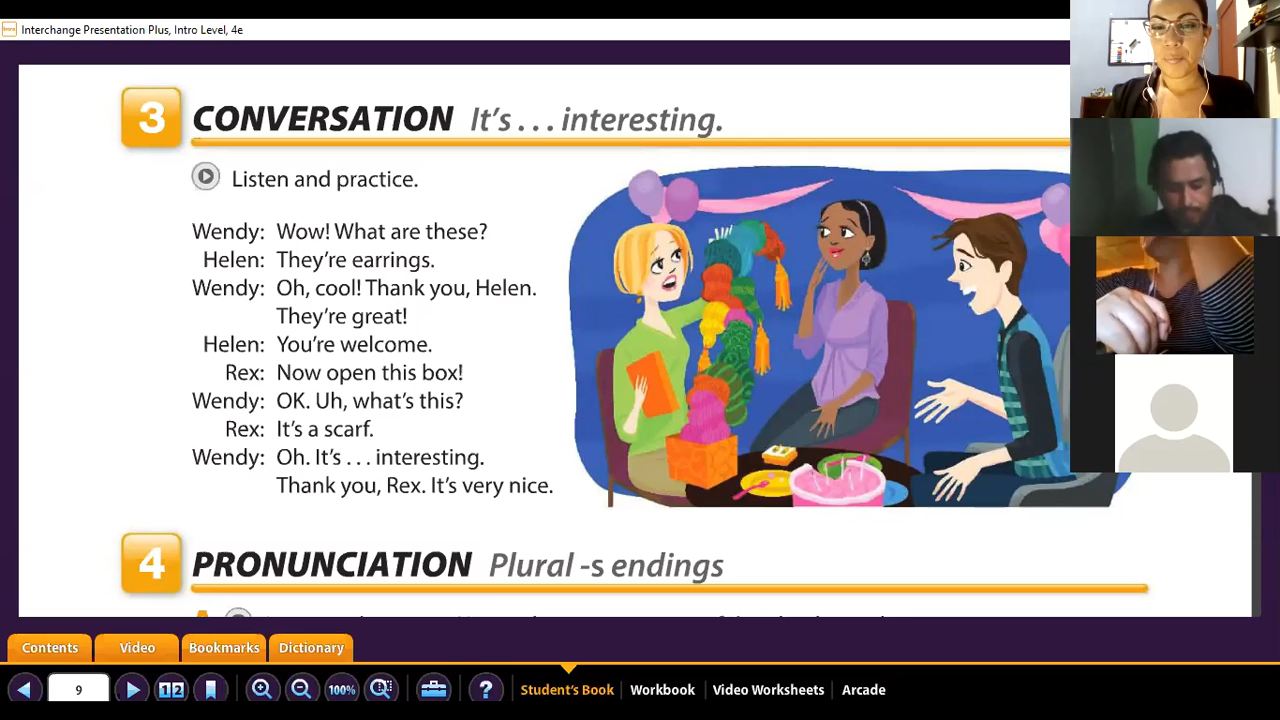 Interchange Presentation Plus, Intro Level, 4e
3 CONVERSATION It's . . . interesting.
Listen and practice.
Wendy: Wow! What are these?
Helen: They're earrings.
Wendy: Oh, cool! Thank you, Helen.
They're great!
Helen: You're welcome.
Rex: Now open this box!
Wendy: OK. Uh, what's this?
Rex: It's a scarf.
Wendy: Oh. It's . . . interesting.
Thank you, Rex. It's very nice.
4 PRONUNCIATION Plural -s endings
Contents Video Bookmarks Dictionary
9 1 2 100% ? Student's Book Workbook Video Worksheets Arcade